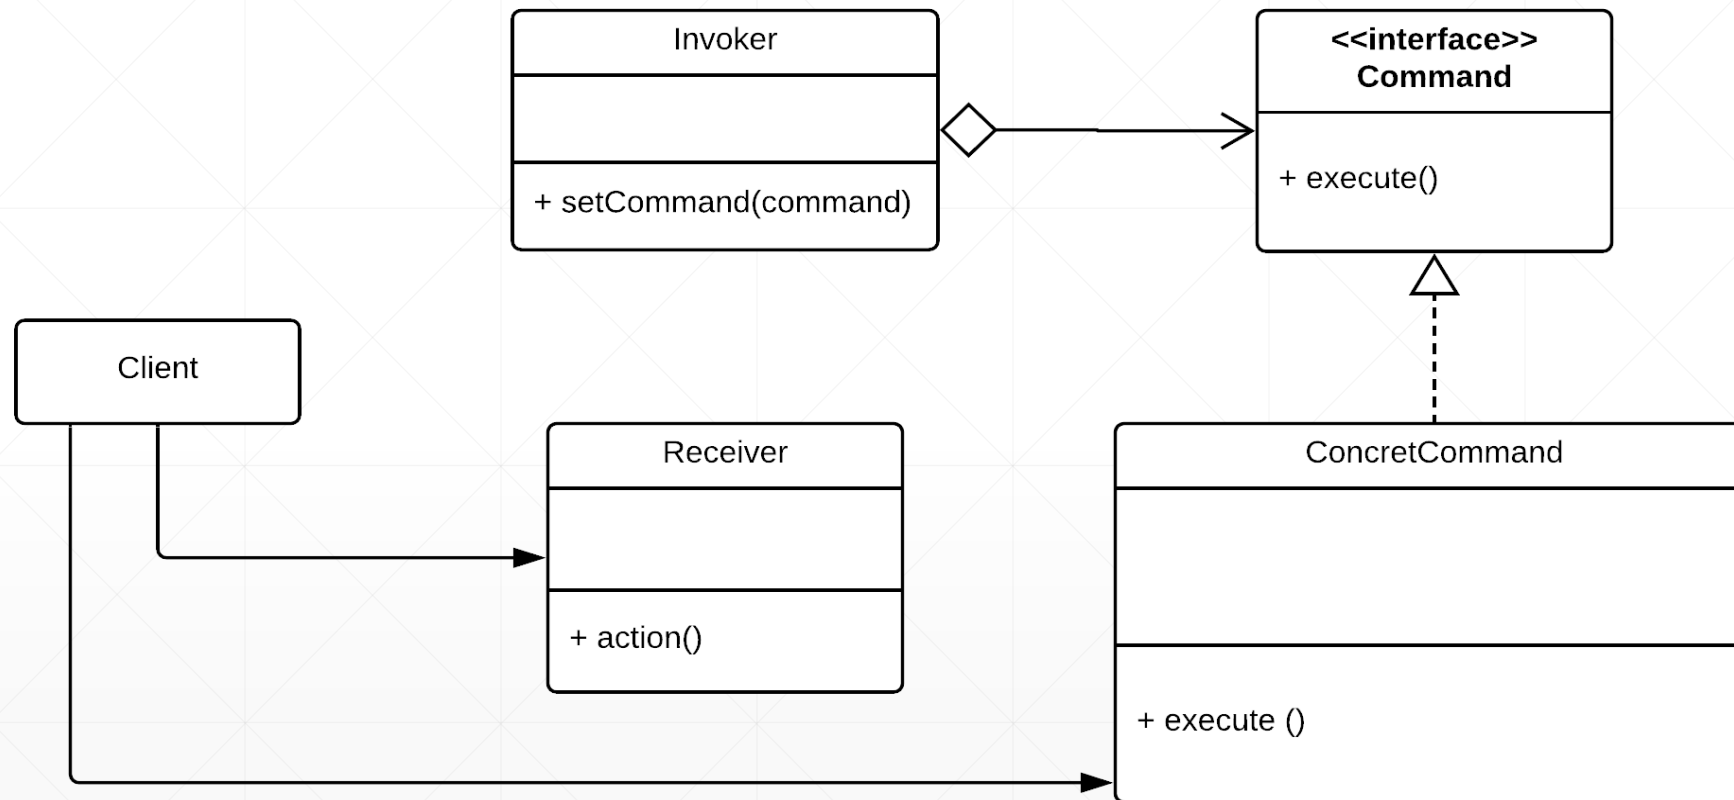 Invoker
+ setCommand(command)
<<interface>>
Command
+ execute()
Client
Receiver
+ action()
ConcretCommand
+ execute ()